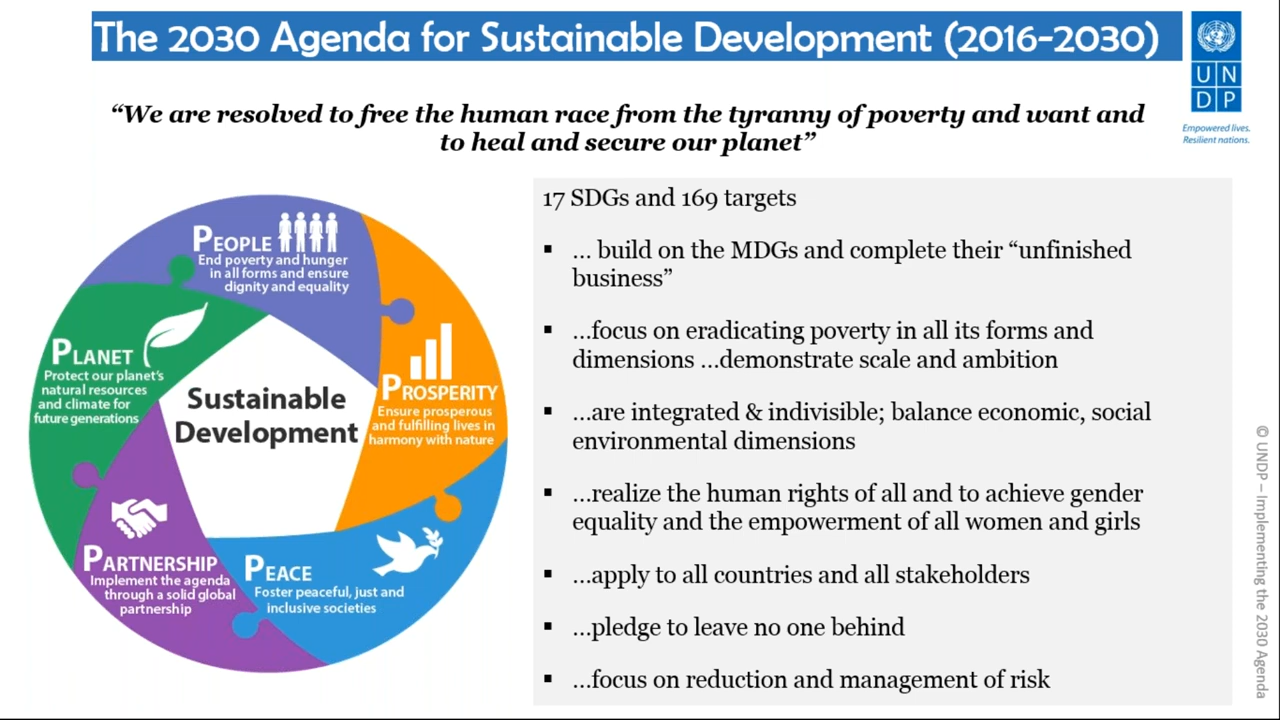 The 2030 Agenda for Sustainable Development (2016-2030)
U N
D P
Empowered lives.
Resilient nations.
“We are resolved to free the human race from the tyranny of poverty and want and
to heal and secure our planet”
PEOPLE
End poverty and hunger
in all forms and ensure
dignity and equality
PROSPERITY
Ensure prosperous
and fulfilling lives in
harmony with nature
PEACE
Foster peaceful, just and
inclusive societies
PARTNERSHIP
Implement the agenda
through a solid global
partnership
PLANET
Protect our planet’s
natural resources
and climate for
future generations
Sustainable
Development
17 SDGs and 169 targets
▪ … build on the MDGs and complete their “unfinished
business”
▪ …focus on eradicating poverty in all its forms and
dimensions …demonstrate scale and ambition
▪ …are integrated & indivisible; balance economic, social
environmental dimensions
▪ …realize the human rights of all and to achieve gender
equality and the empowerment of all women and girls
▪ …apply to all countries and all stakeholders
▪ …pledge to leave no one behind
▪ …focus on reduction and management of risk
© UNDP – Implementing the 2030 Agenda